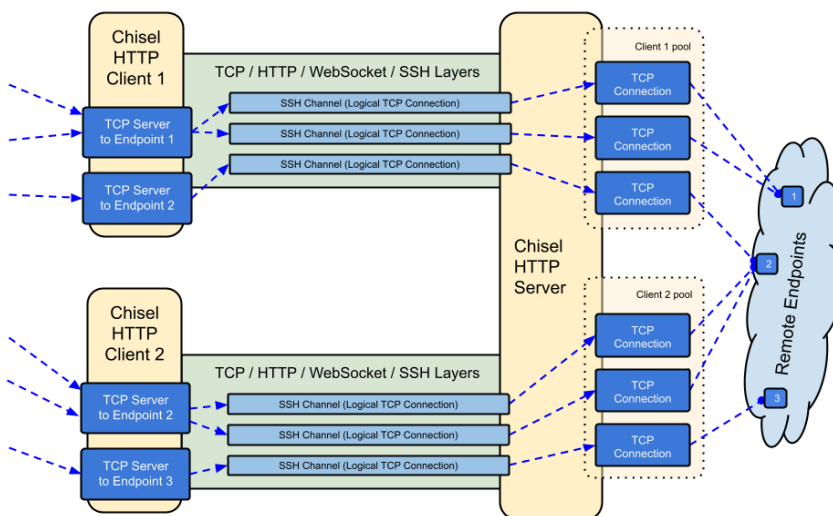 Chisel
HTTP
Client 1
TCP / HTTP / WebSocket / SSH Layers
SSH Channel (Logical TCP Connection)
TCP Server
to Endpoint 1
SSH Channel (Logical TCP Connection)
SSH Channel (Logical TCP Connection)
TCP Server
to Endpoint 2
Chisel
HTTP
Server
Client 1 pool
TCP
Connection
TCP
Connection
TCP
Connection
1
2
3
Remote Endpoints
Chisel
HTTP
Client 2
TCP / HTTP / WebSocket / SSH Layers
TCP Server
to Endpoint 2
SSH Channel (Logical TCP Connection)
SSH Channel (Logical TCP Connection)
TCP Server
to Endpoint 3
SSH Channel (Logical TCP Connection)
Client 2 pool
TCP
Connection
TCP
Connection
TCP
Connection